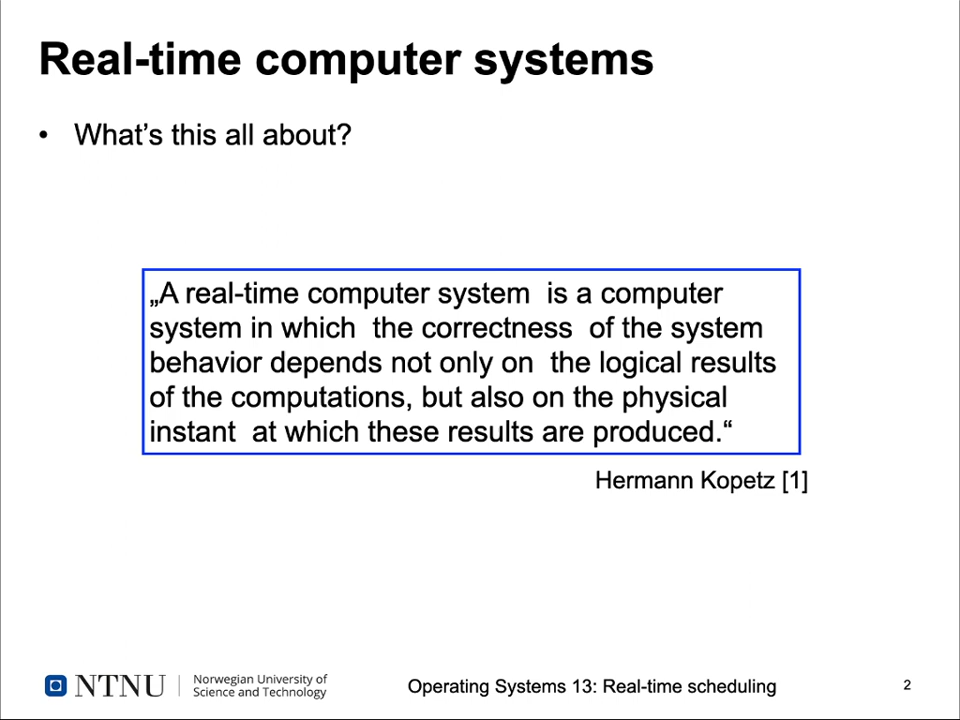 Real-time computer systems
• What’s this all about?
„A real-time computer system is a computer
system in which the correctness of the system
behavior depends not only on the logical results
of the computations, but also on the physical
instant at which these results are produced.“
Hermann Kopetz [1]
NTNU
Norwegian University of
Science and Technology
Operating Systems 13: Real-time scheduling
2